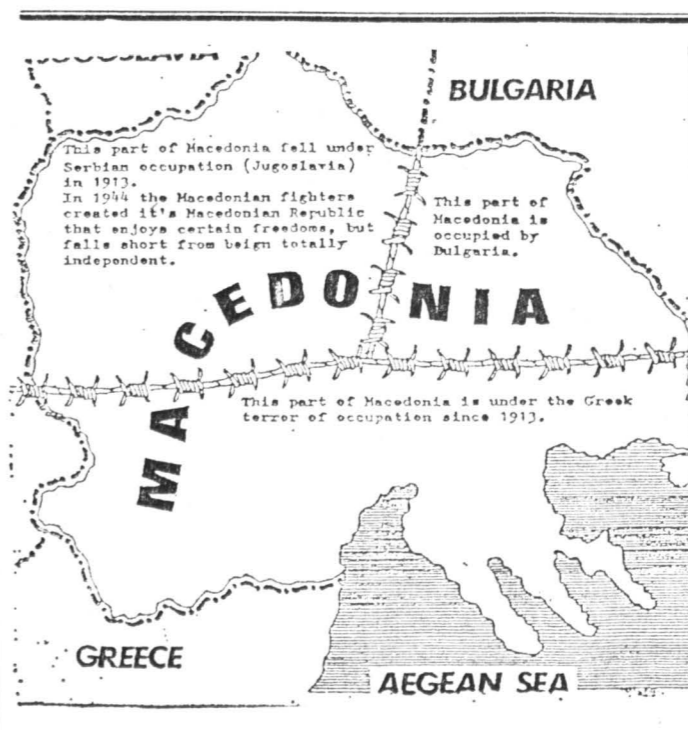 JUGOSLAVIA
BULGARIA
This part of Macedonia fell under
Serbian occupation (Jugoslavia)
in 1913.
In 1944 the Macedonian fighters
created it's Macedonian Republic
that enjoys certain freedoms, but
falls short from beign totally
independent.
This part of
Macedonia is
occupied by
Bulgaria.
MACEDONIA
This part of Macedonia is under the Greek
terror of occupation since 1913.
GREECE
AEGEAN SEA